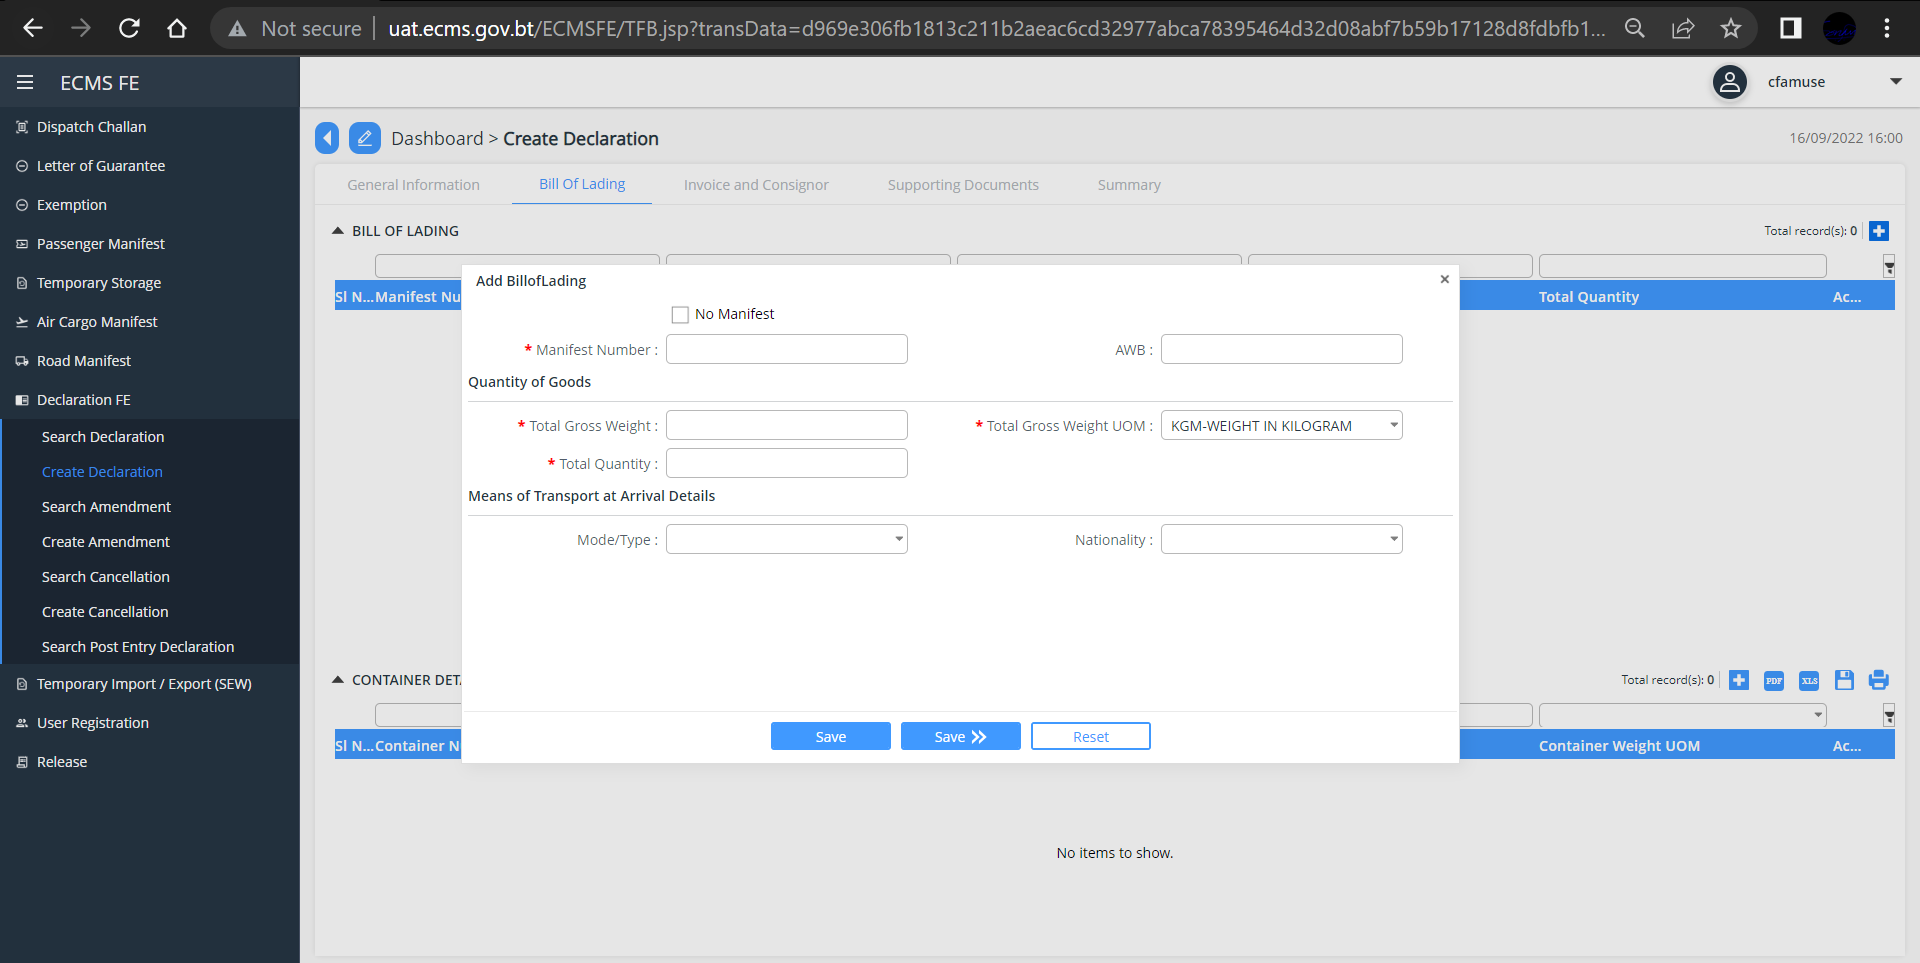 Not secure | uat.ecms.gov.bt/ECMSFE/TFB.jsp?transData=d969e306fb1813c211b2aeac6cd32977abca78395464d32d08abf7b59b17128d8fdbfb1...
ECMS FE
cfamuse
Dispatch Challan
Letter of Guarantee
Exemption
Passenger Manifest
Temporary Storage
Air Cargo Manifest
Road Manifest
Declaration FE
Search Declaration
Create Declaration
Search Amendment
Create Amendment
Search Cancellation
Create Cancellation
Search Post Entry Declaration
Temporary Import / Export (SEW)
User Registration
Release
Dashboard > Create Declaration
16/09/2022 16:00
General Information Bill Of Lading Invoice and Consignor Supporting Documents Summary
BILL OF LADING
Total record(s): 0
Sl N... Manifest Nu
Total Quantity Ac...
Add BillofLading
×
No Manifest
* Manifest Number : AWB :
Quantity of Goods
* Total Gross Weight : * Total Gross Weight UOM : KGM-WEIGHT IN KILOGRAM
* Total Quantity :
Means of Transport at Arrival Details
Mode/Type : Nationality :
Save Save Reset
CONTAINER DET
Total record(s): 0
PDF XLS
Sl N... Container N
Container Weight UOM Ac...
No items to show.